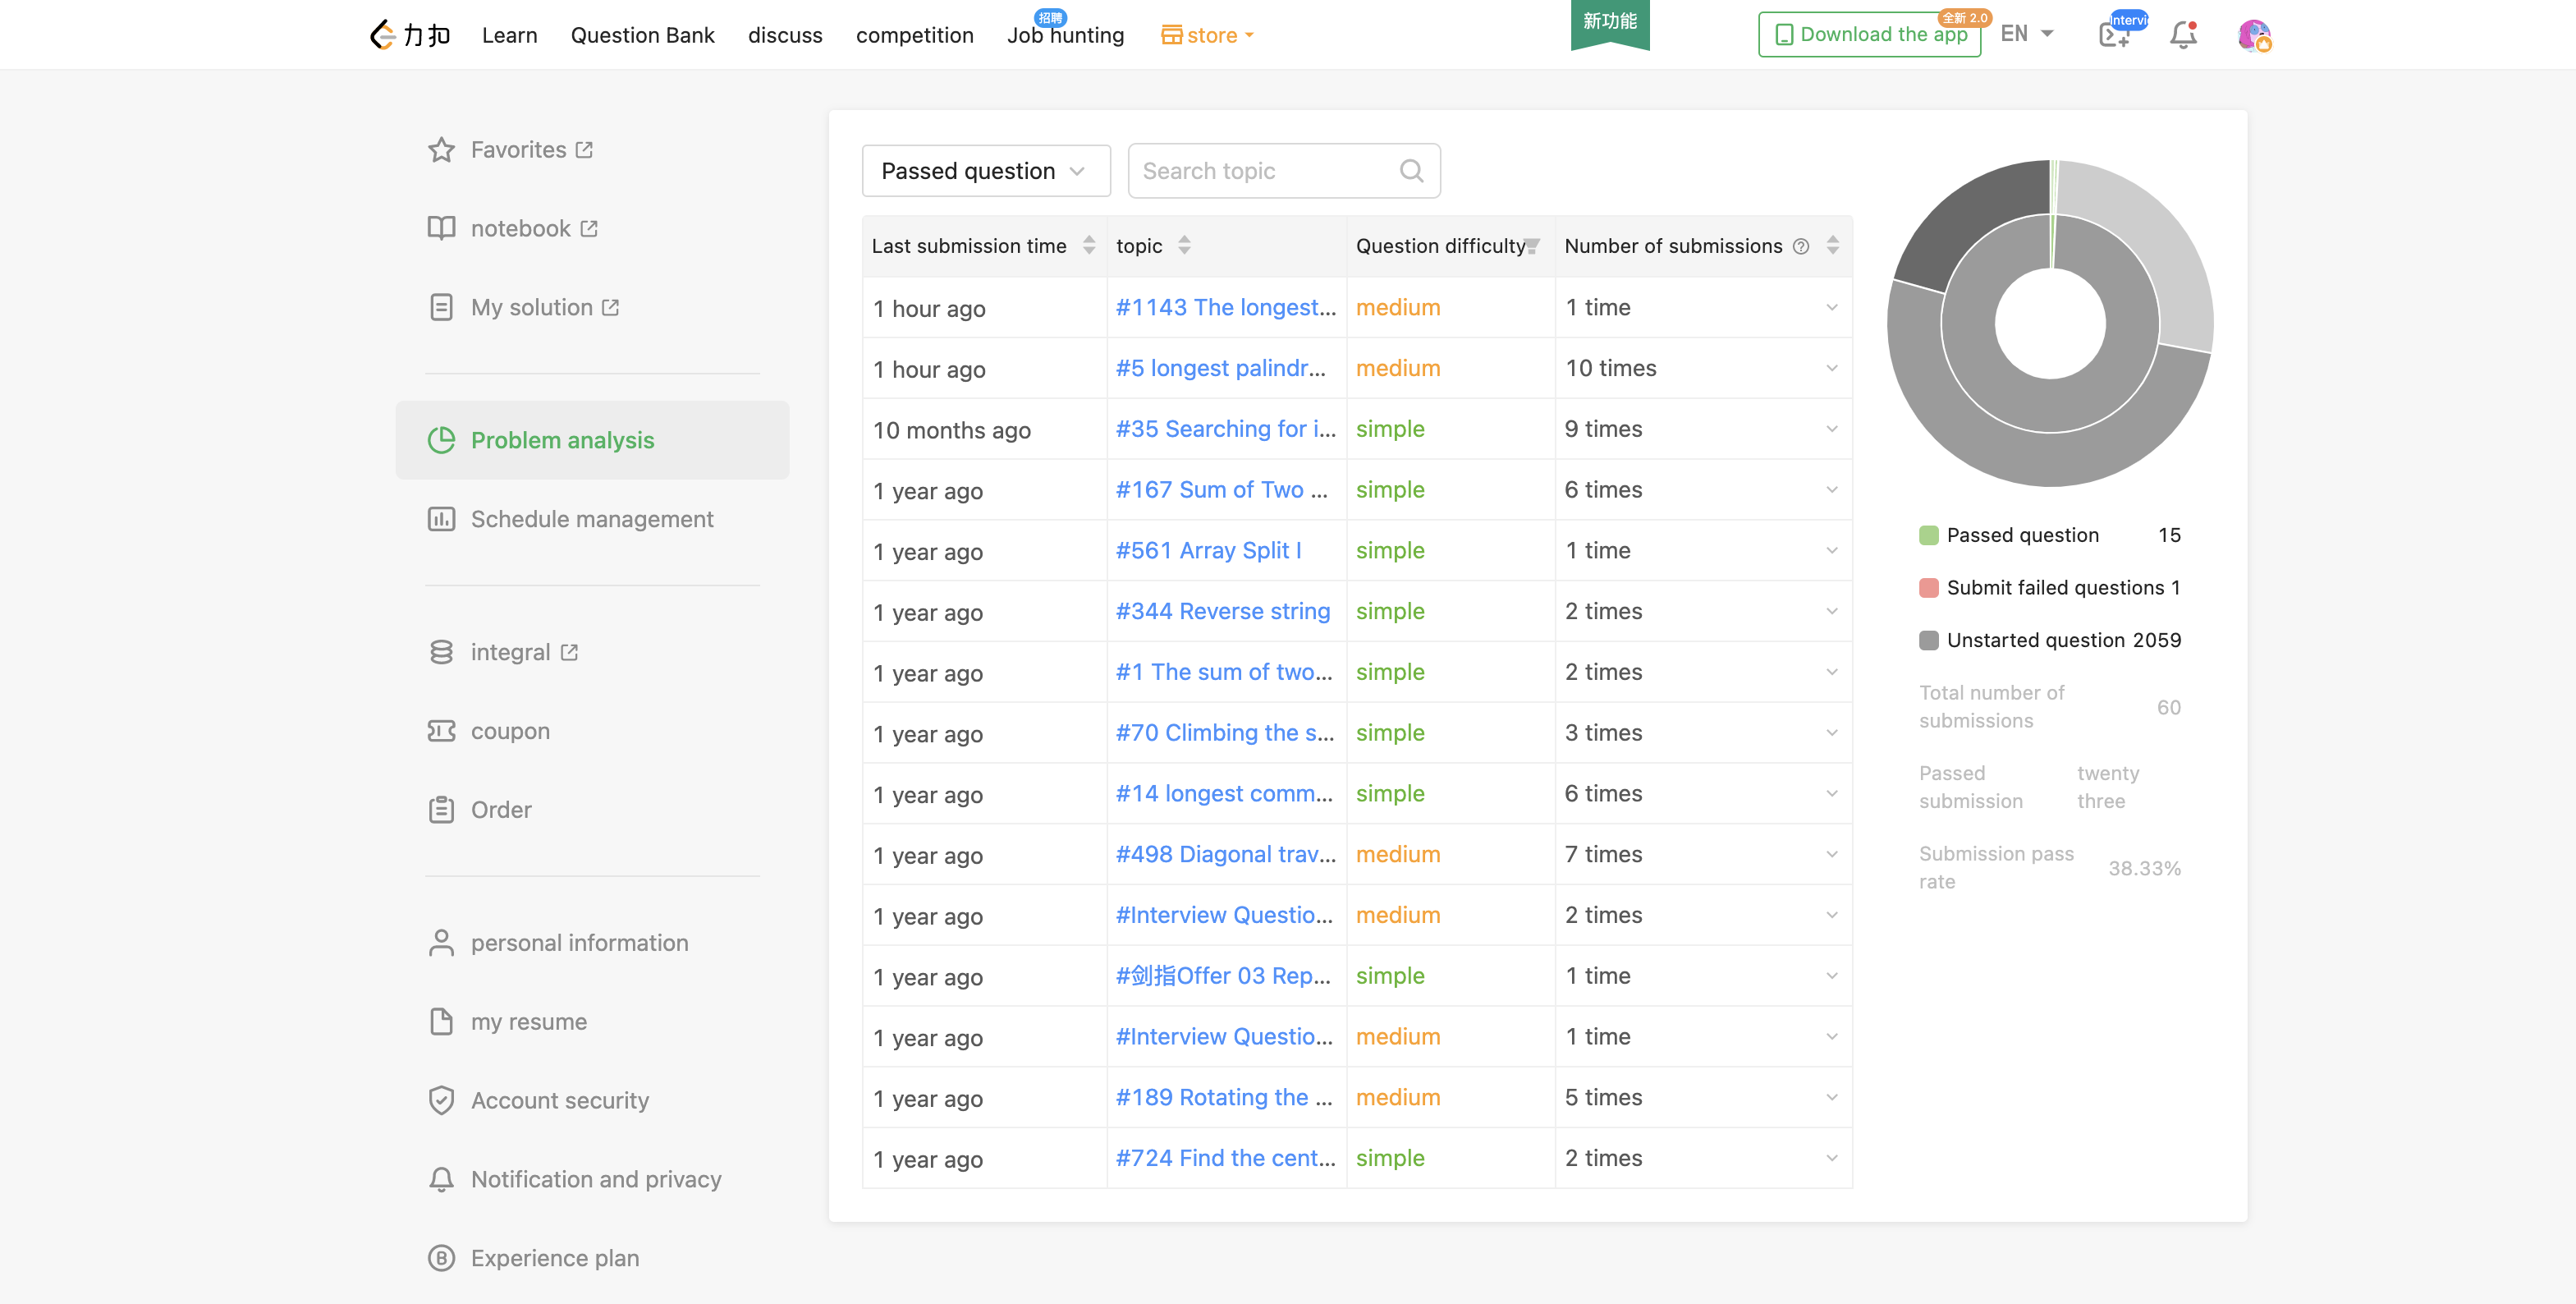 力扣 Learn Question Bank discuss competition Job hunting 招聘 store 新功能 Download the app 全新 2.0 EN
Favorites
notebook
My solution
Problem analysis
Schedule management
integral
coupon
Order
personal information
my resume
Account security
Notification and privacy
Experience plan
Passed question Search topic
Last submission time topic Question difficulty Number of submissions
1 hour ago #1143 The longest... medium 1 time
1 hour ago #5 longest palindr... medium 10 times
10 months ago #35 Searching for i... simple 9 times
1 year ago #167 Sum of Two ... simple 6 times
1 year ago #561 Array Split I simple 1 time
1 year ago #344 Reverse string simple 2 times
1 year ago #1 The sum of two... simple 2 times
1 year ago #70 Climbing the s... simple 3 times
1 year ago #14 longest comm... simple 6 times
1 year ago #498 Diagonal trav... medium 7 times
1 year ago #Interview Questio... medium 2 times
1 year ago #剑指Offer 03 Rep... simple 1 time
1 year ago #Interview Questio... medium 1 time
1 year ago #189 Rotating the ... medium 5 times
1 year ago #724 Find the cent... simple 2 times
Passed question 15
Submit failed questions 1
Unstarted question 2059
Total number of
submissions 60
Passed twenty
submission three
Submission pass
rate 38.33%